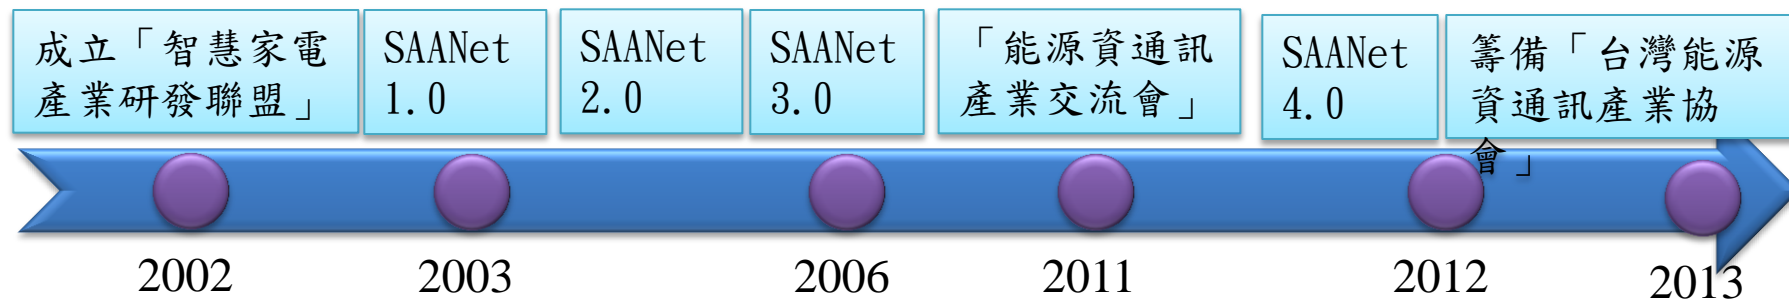 成立「智慧家電
產業研發聯盟」
SAANet
1.0
SAANet
2.0
SAANet
3.0
「能源資通訊
產業交流會」
SAANet
4.0
籌備「台灣能源
資通訊產業協
會」
2002
2003
2006
2011
2012
2013